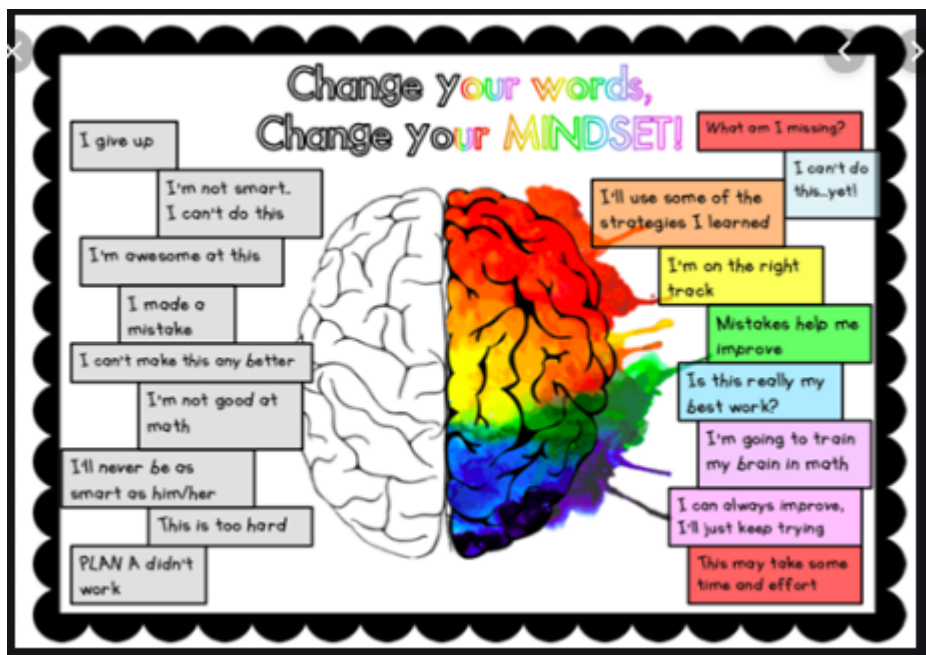 Change your words,
Change your MINDSET!
I give up
I'm not smart.
I can't do this
I'm awesome at this
I made a
mistake
I can't make this any better
I'm not good at
math
I'll never be as
smart as him/her
This is too hard
PLAN A didn't
work
What am I missing?
I can't do
this...yet!
I'll use some of the
strategies I learned
I'm on the right
track
Mistakes help me
improve
Is this really my
best work?
I'm going to train
my brain in math
I can always improve,
I'll just keep trying
This may take some
time and effort